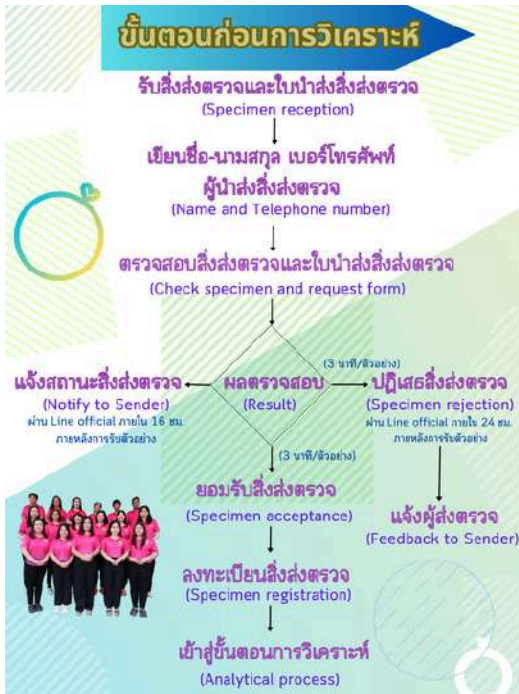 ขั้นตอนก่อนการวิเคราะห์
รับสิ่งส่งตรวจและใบนำส่งสิ่งส่งตรวจ
(Specimen reception)
เขียนชื่อ-นามสกุล เบอร์โทรศัพท์
ผู้นำส่งสิ่งส่งตรวจ
(Name and Telephone number)
ตรวจสอบสิ่งส่งตรวจและใบนำส่งสิ่งส่งตรวจ
(Check specimen and request form)
(3 นาที/ตัวอย่าง)
แจ้งสถานะสิ่งส่งตรวจ
(Notify to Sender)
ผ่าน Line official ภายใน 16 ชม.
ภายหลังการรับตัวอย่าง
ผลตรวจสอบ
(Result)
ปฏิเสธสิ่งส่งตรวจ
(Specimen rejection)
ผ่าน Line official ภายใน 24 ชม.
ภายหลังการรับตัวอย่าง
(3 นาที/ตัวอย่าง)
ยอมรับสิ่งส่งตรวจ
(Specimen acceptance)
แจ้งผู้ส่งตรวจ
(Feedback to Sender)
ลงทะเบียนสิ่งส่งตรวจ
(Specimen registration)
เข้าสู่ขั้นตอนการวิเคราะห์
(Analytical process)